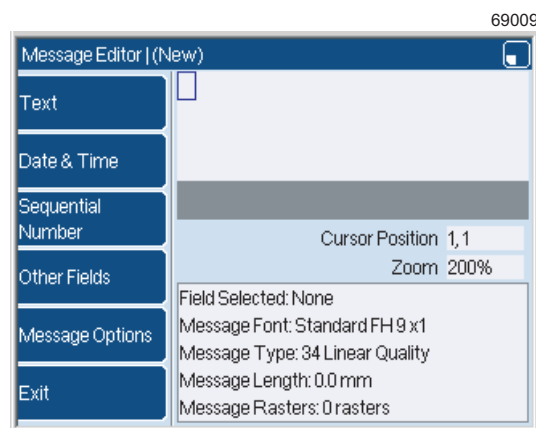 69009
Message Editor | (New)
Text
Date & Time
Sequential
Number
Other Fields
Message Options
Exit
Cursor Position 1,1
Zoom 200%
Field Selected: None
Message Font: Standard FH 9 x1
Message Type: 34 Linear Quality
Message Length: 0.0 mm
Message Rasters: 0 rasters